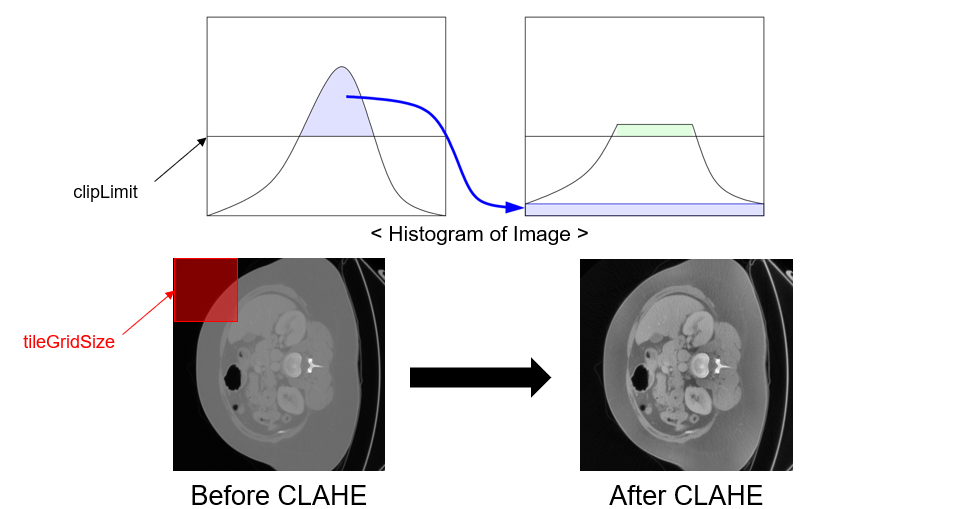 clipLimit
< Histogram of Image >
tileGridSize
Before CLAHE
After CLAHE